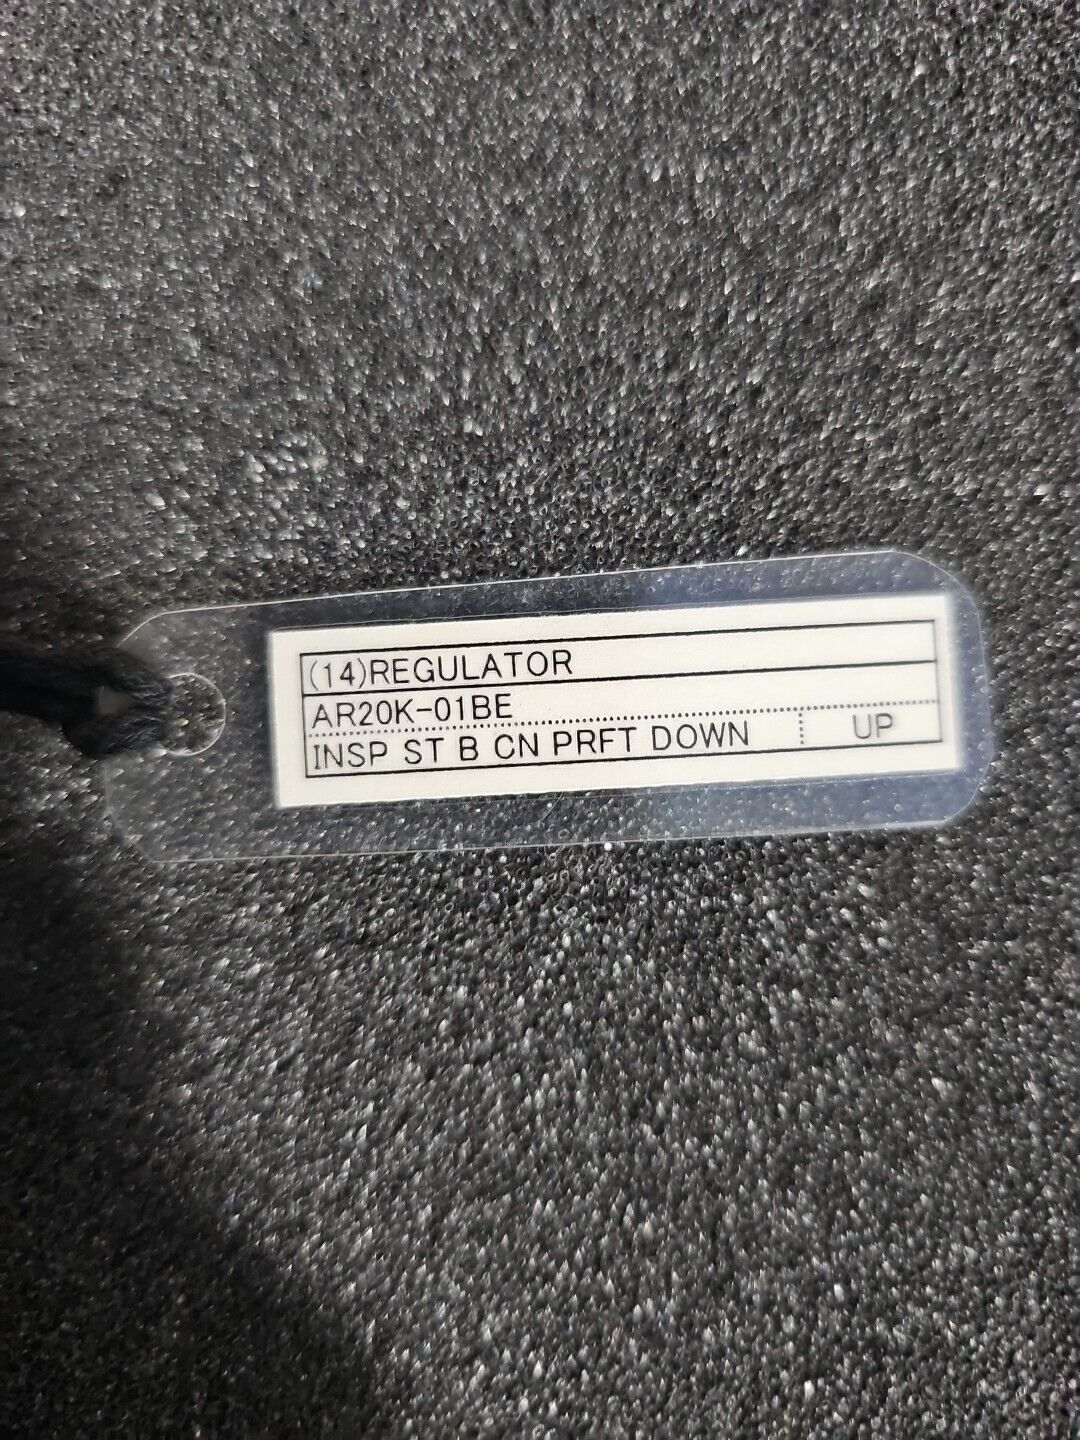 (14)REGULATOR
AR20K-01BE
INSP ST B CN PRFT DOWN UP